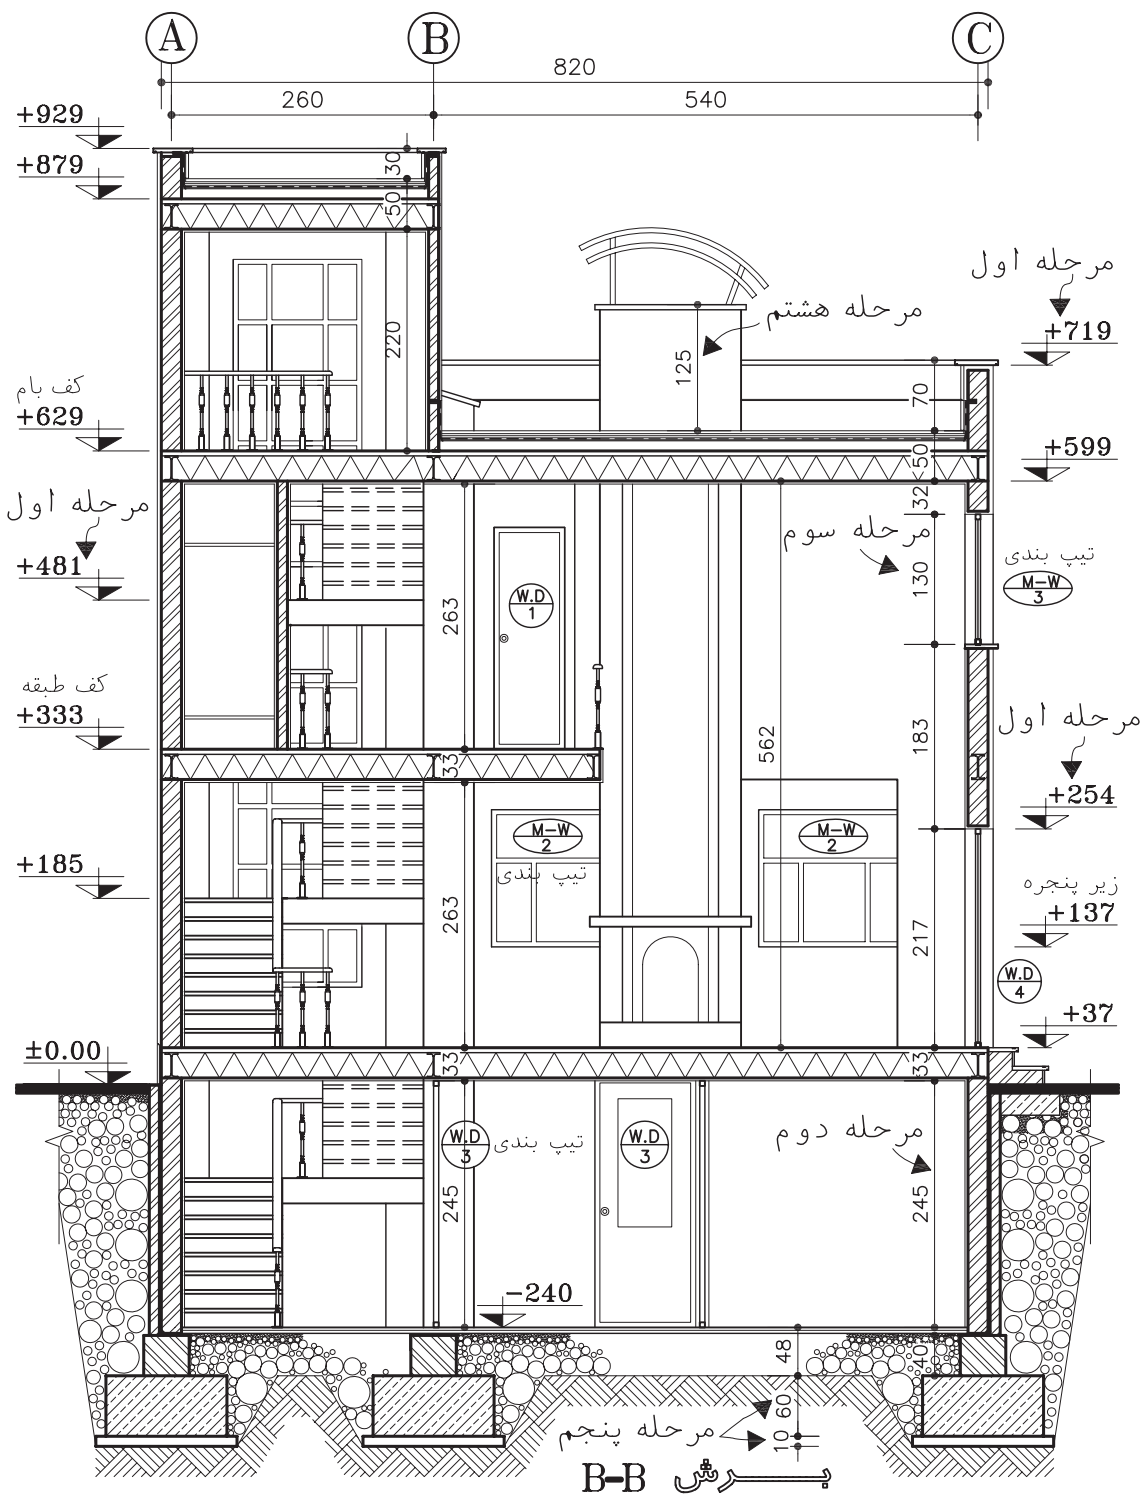 A B C
820
260 540
+929
+879
30
50
220
مرحله اول
+719
مرحله هشتم
125
70
کف بام
+629
50
+599
32
مرحله اول
+481
263
W.D
1
مرحله سوم
130
تیپ بندی
M-W
3
کف طبقه
+333
33
562
183
مرحله اول
+254
M-W
2
تیپ بندی
M-W
2
+185
263
217
زیر پنجره
+137
W.D
4
+37
±0.00
33
33
W.D
3
تیپ بندی
W.D
3
مرحله دوم
245
245
-240
48
40
60
10
مرحله پنجم
برش B-B